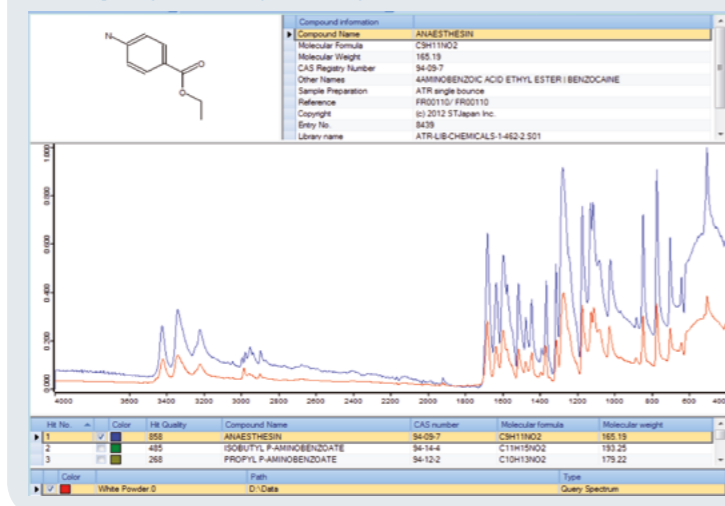 N
O
O
Compound information
Compound Name ANAESTHESIN
Molecular Formula C9H11NO2
Molecular Weight 165.19
CAS Registry Number 94-09-7
Other Names 4AMINOBENZOIC ACID ETHYL ESTER | BENZOCAINE
Sample Preparation ATR single bounce
Reference FR00110/ FR00110
Copyright (c) 2012 STJapan Inc.
Entry No. 8439
Library name ATR-LIB-CHEMICALS-1-462-2.S01
1.000
0.800
0.600
0.400
0.200
0.000
4000 3600 3200 2800 2400 2000 1800 1600 1400 1200 1000 800 600 400
Hit No. Color Hit Quality Compound Name CAS number Molecular formula Molecular weight
1 858 ANAESTHESIN 94-09-7 C9H11NO2 165.19
2 485 ISOBUTYL P-AMINOBENZOATE 94-14-4 C11H15NO2 193.25
3 268 PROPYL P-AMINOBENZOATE 94-12-2 C10H13NO2 179.22
Color Path Type
White Powder.0 D:\Data Query Spectrum